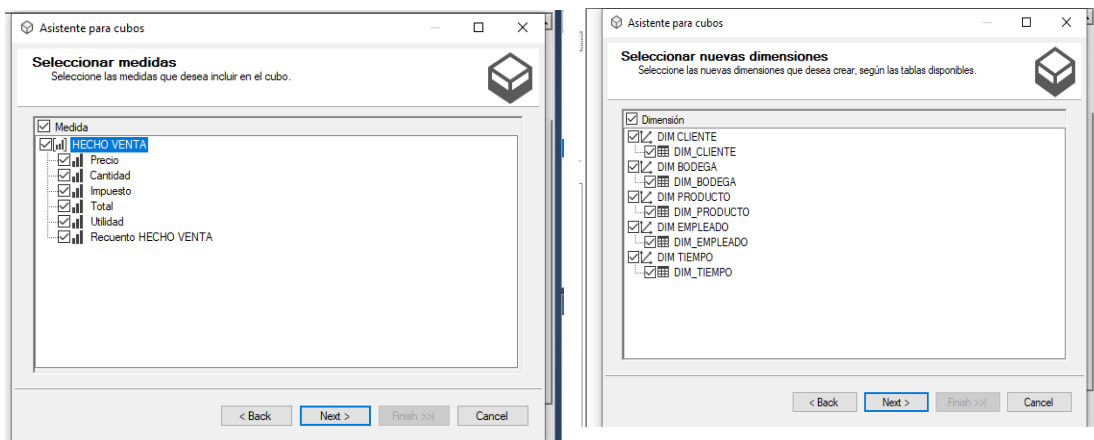 Asistente para cubos
Seleccionar medidas
Seleccione las medidas que desea incluir en el cubo.
Medida
HECHO VENTA
Precio
Cantidad
Impuesto
Total
Utilidad
Recuento HECHO VENTA
< Back
Next >
Finish >>|
Cancel
Asistente para cubos
Seleccionar nuevas dimensiones
Seleccione las nuevas dimensiones que desea crear, según las tablas disponibles.
Dimensión
DIM CLIENTE
DIM_CLIENTE
DIM BODEGA
DIM_BODEGA
DIM PRODUCTO
DIM_PRODUCTO
DIM EMPLEADO
DIM_EMPLEADO
DIM TIEMPO
DIM_TIEMPO
< Back
Next >
Finish >>|
Cancel